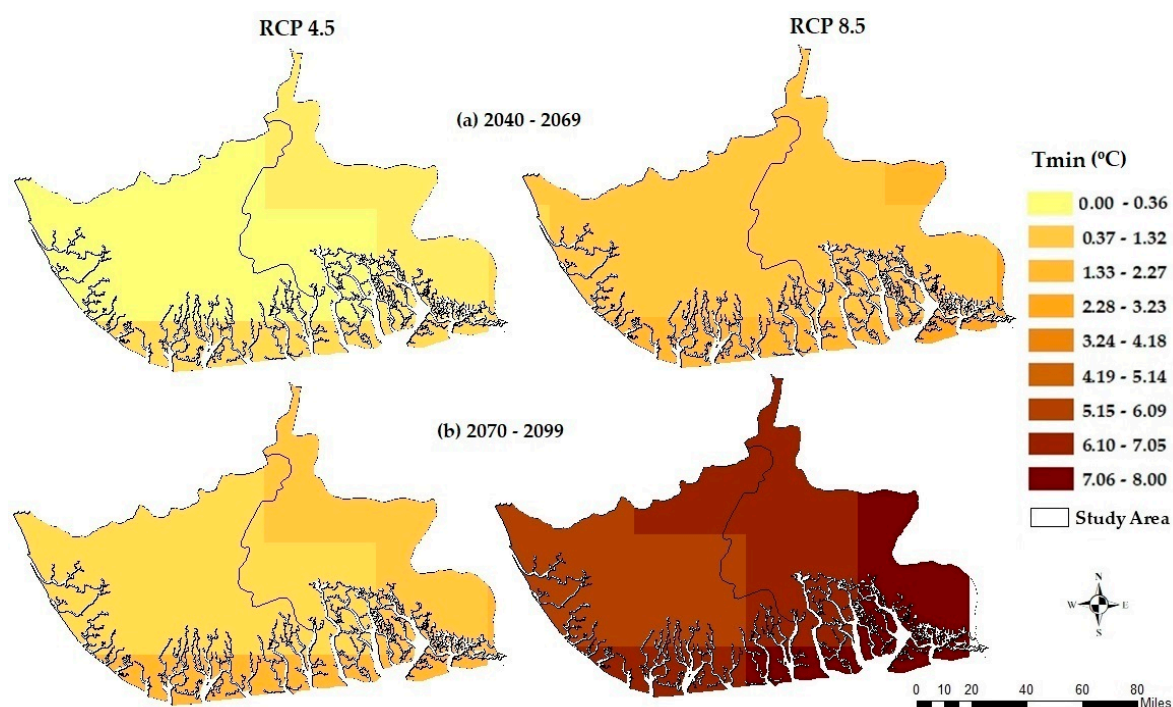 RCP 4.5
RCP 8.5
(a) 2040 - 2069
Tmin (°C)
0.00 - 0.36
0.37 - 1.32
1.33 - 2.27
2.28 - 3.23
3.24 - 4.18
4.19 - 5.14
5.15 - 6.09
6.10 - 7.05
7.06 - 8.00
Study Area
(b) 2070 - 2099
N
W E
S
0 10 20 40 60 80
Miles